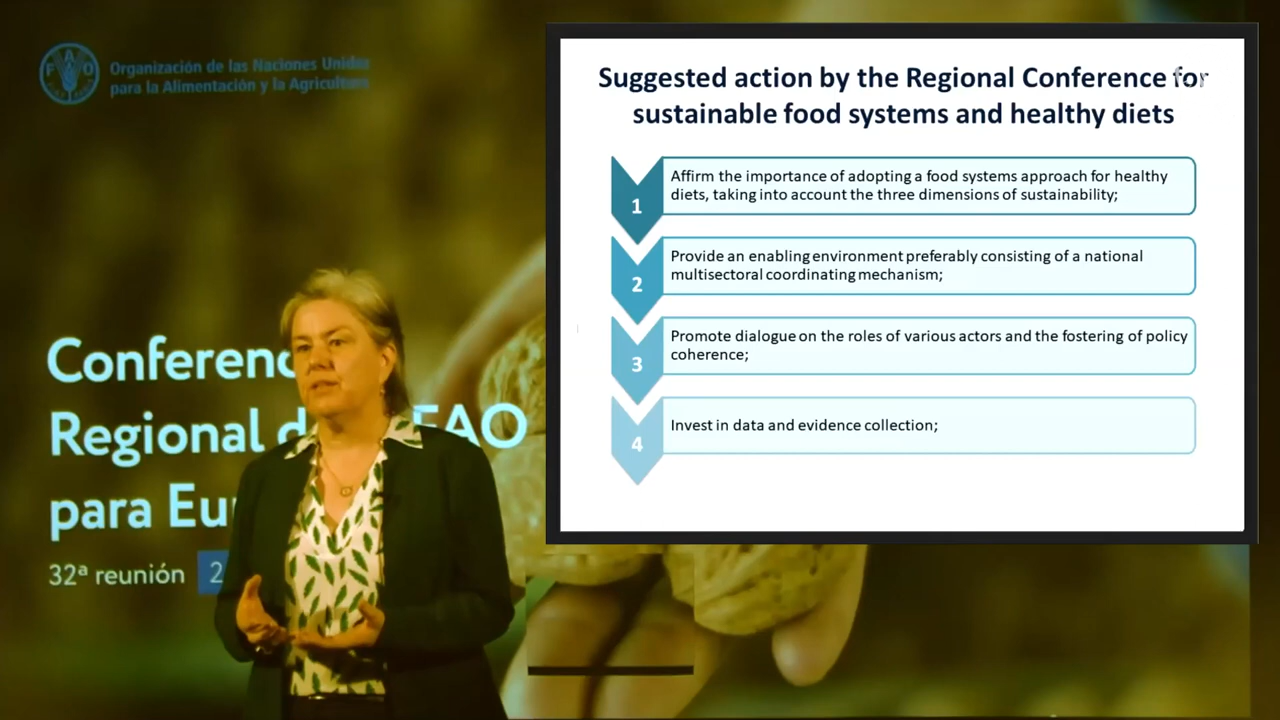 Organización de las Naciones Unidas
para la Alimentación y la Agricultura
FAO
Regional
para
32ª reunión
2
Suggested action by the Regional Conference for
sustainable food systems and healthy diets
1
Affirm the importance of adopting a food systems approach for healthy
diets, taking into account the three dimensions of sustainability;
2
Provide an enabling environment preferably consisting of a national
multisectoral coordinating mechanism;
3
Promote dialogue on the roles of various actors and the fostering of policy
coherence;
4
Invest in data and evidence collection;